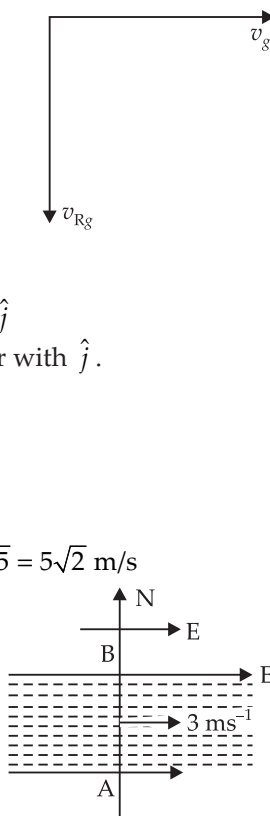 v_g
v_Rg
ĵ
r with ĵ .
5 = 5√2 m/s
N
E
B
E
3 ms⁻¹
A